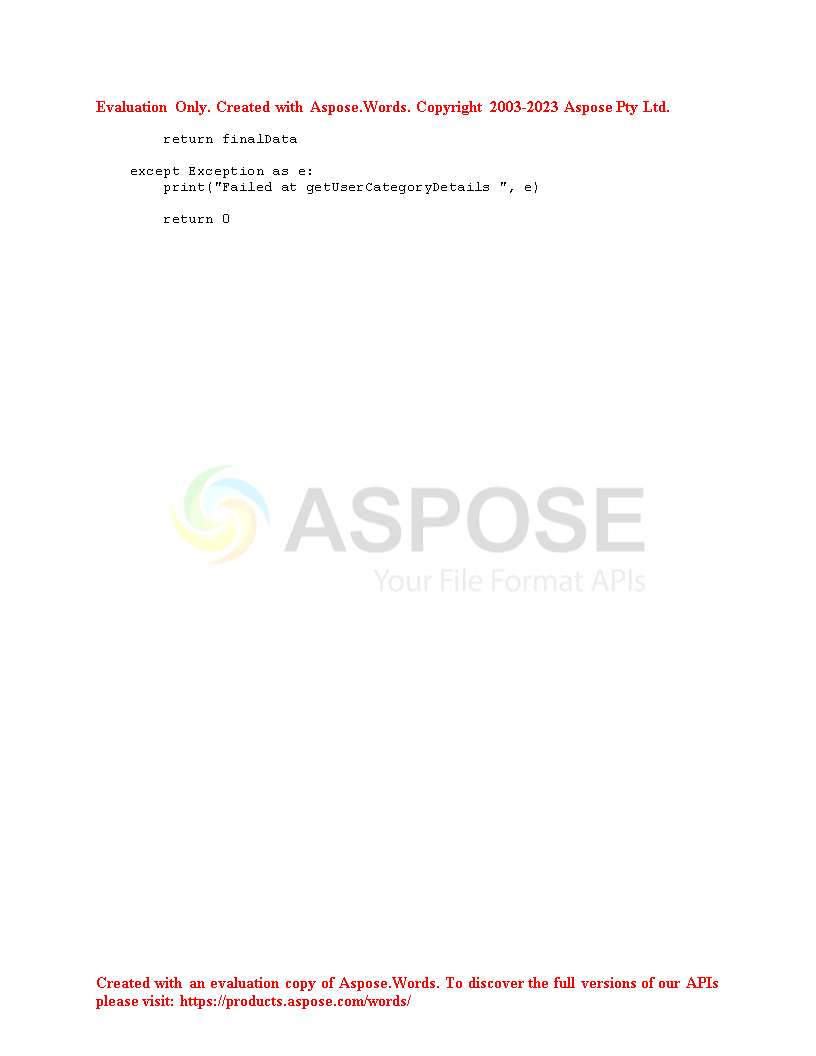 Evaluation Only. Created with Aspose.Words. Copyright 2003-2023 Aspose Pty Ltd.
        return finalData
    except Exception as e:
        print("Failed at getUserCategoryDetails ", e)
        return 0
ASPOSE
Your File Format APIs
Created with an evaluation copy of Aspose.Words. To discover the full versions of our APIs
please visit: https://products.aspose.com/words/